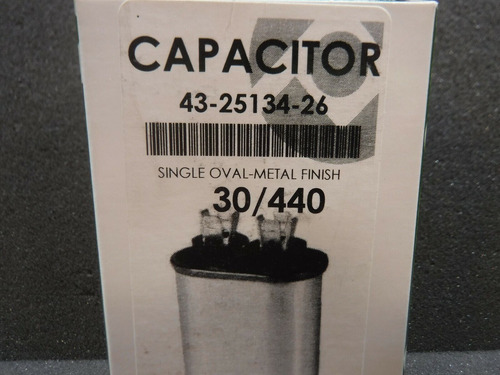 CAPACITOR
43-25134-26
SINGLE OVAL-METAL FINISH
30/440